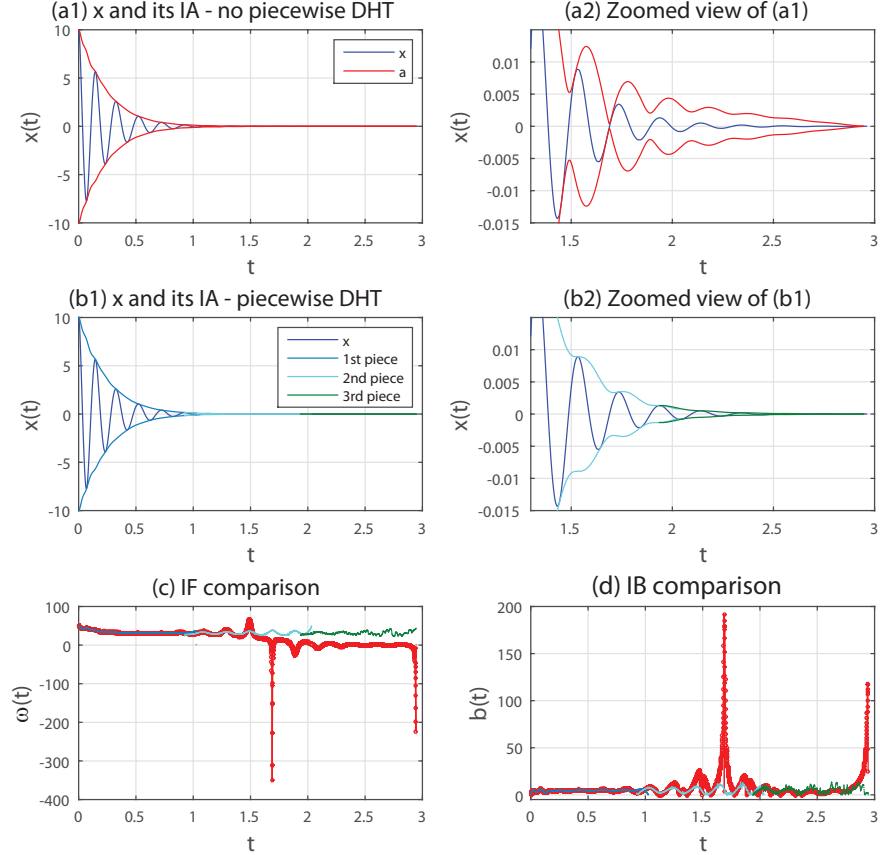 (a1) x and its IA - no piecewise DHT
(a2) Zoomed view of (a1)
10
5
0
-5
-10
x(t)
x
a
0
0.5
1
1.5
2
2.5
3
t
0.01
0.005
0
-0.005
-0.01
-0.015
x(t)
1.5
2
2.5
3
t
(b1) x and its IA - piecewise DHT
(b2) Zoomed view of (b1)
10
5
0
-5
-10
x(t)
x
1st piece
2nd piece
3rd piece
0
0.5
1
1.5
2
2.5
3
t
0.01
0.005
0
-0.005
-0.01
-0.015
x(t)
1.5
2
2.5
3
t
(c) IF comparison
(d) IB comparison
100
0
-100
-200
-300
-400
ω(t)
0
0.5
1
1.5
2
2.5
3
t
200
150
100
50
0
b(t)
0
0.5
1
1.5
2
2.5
3
t